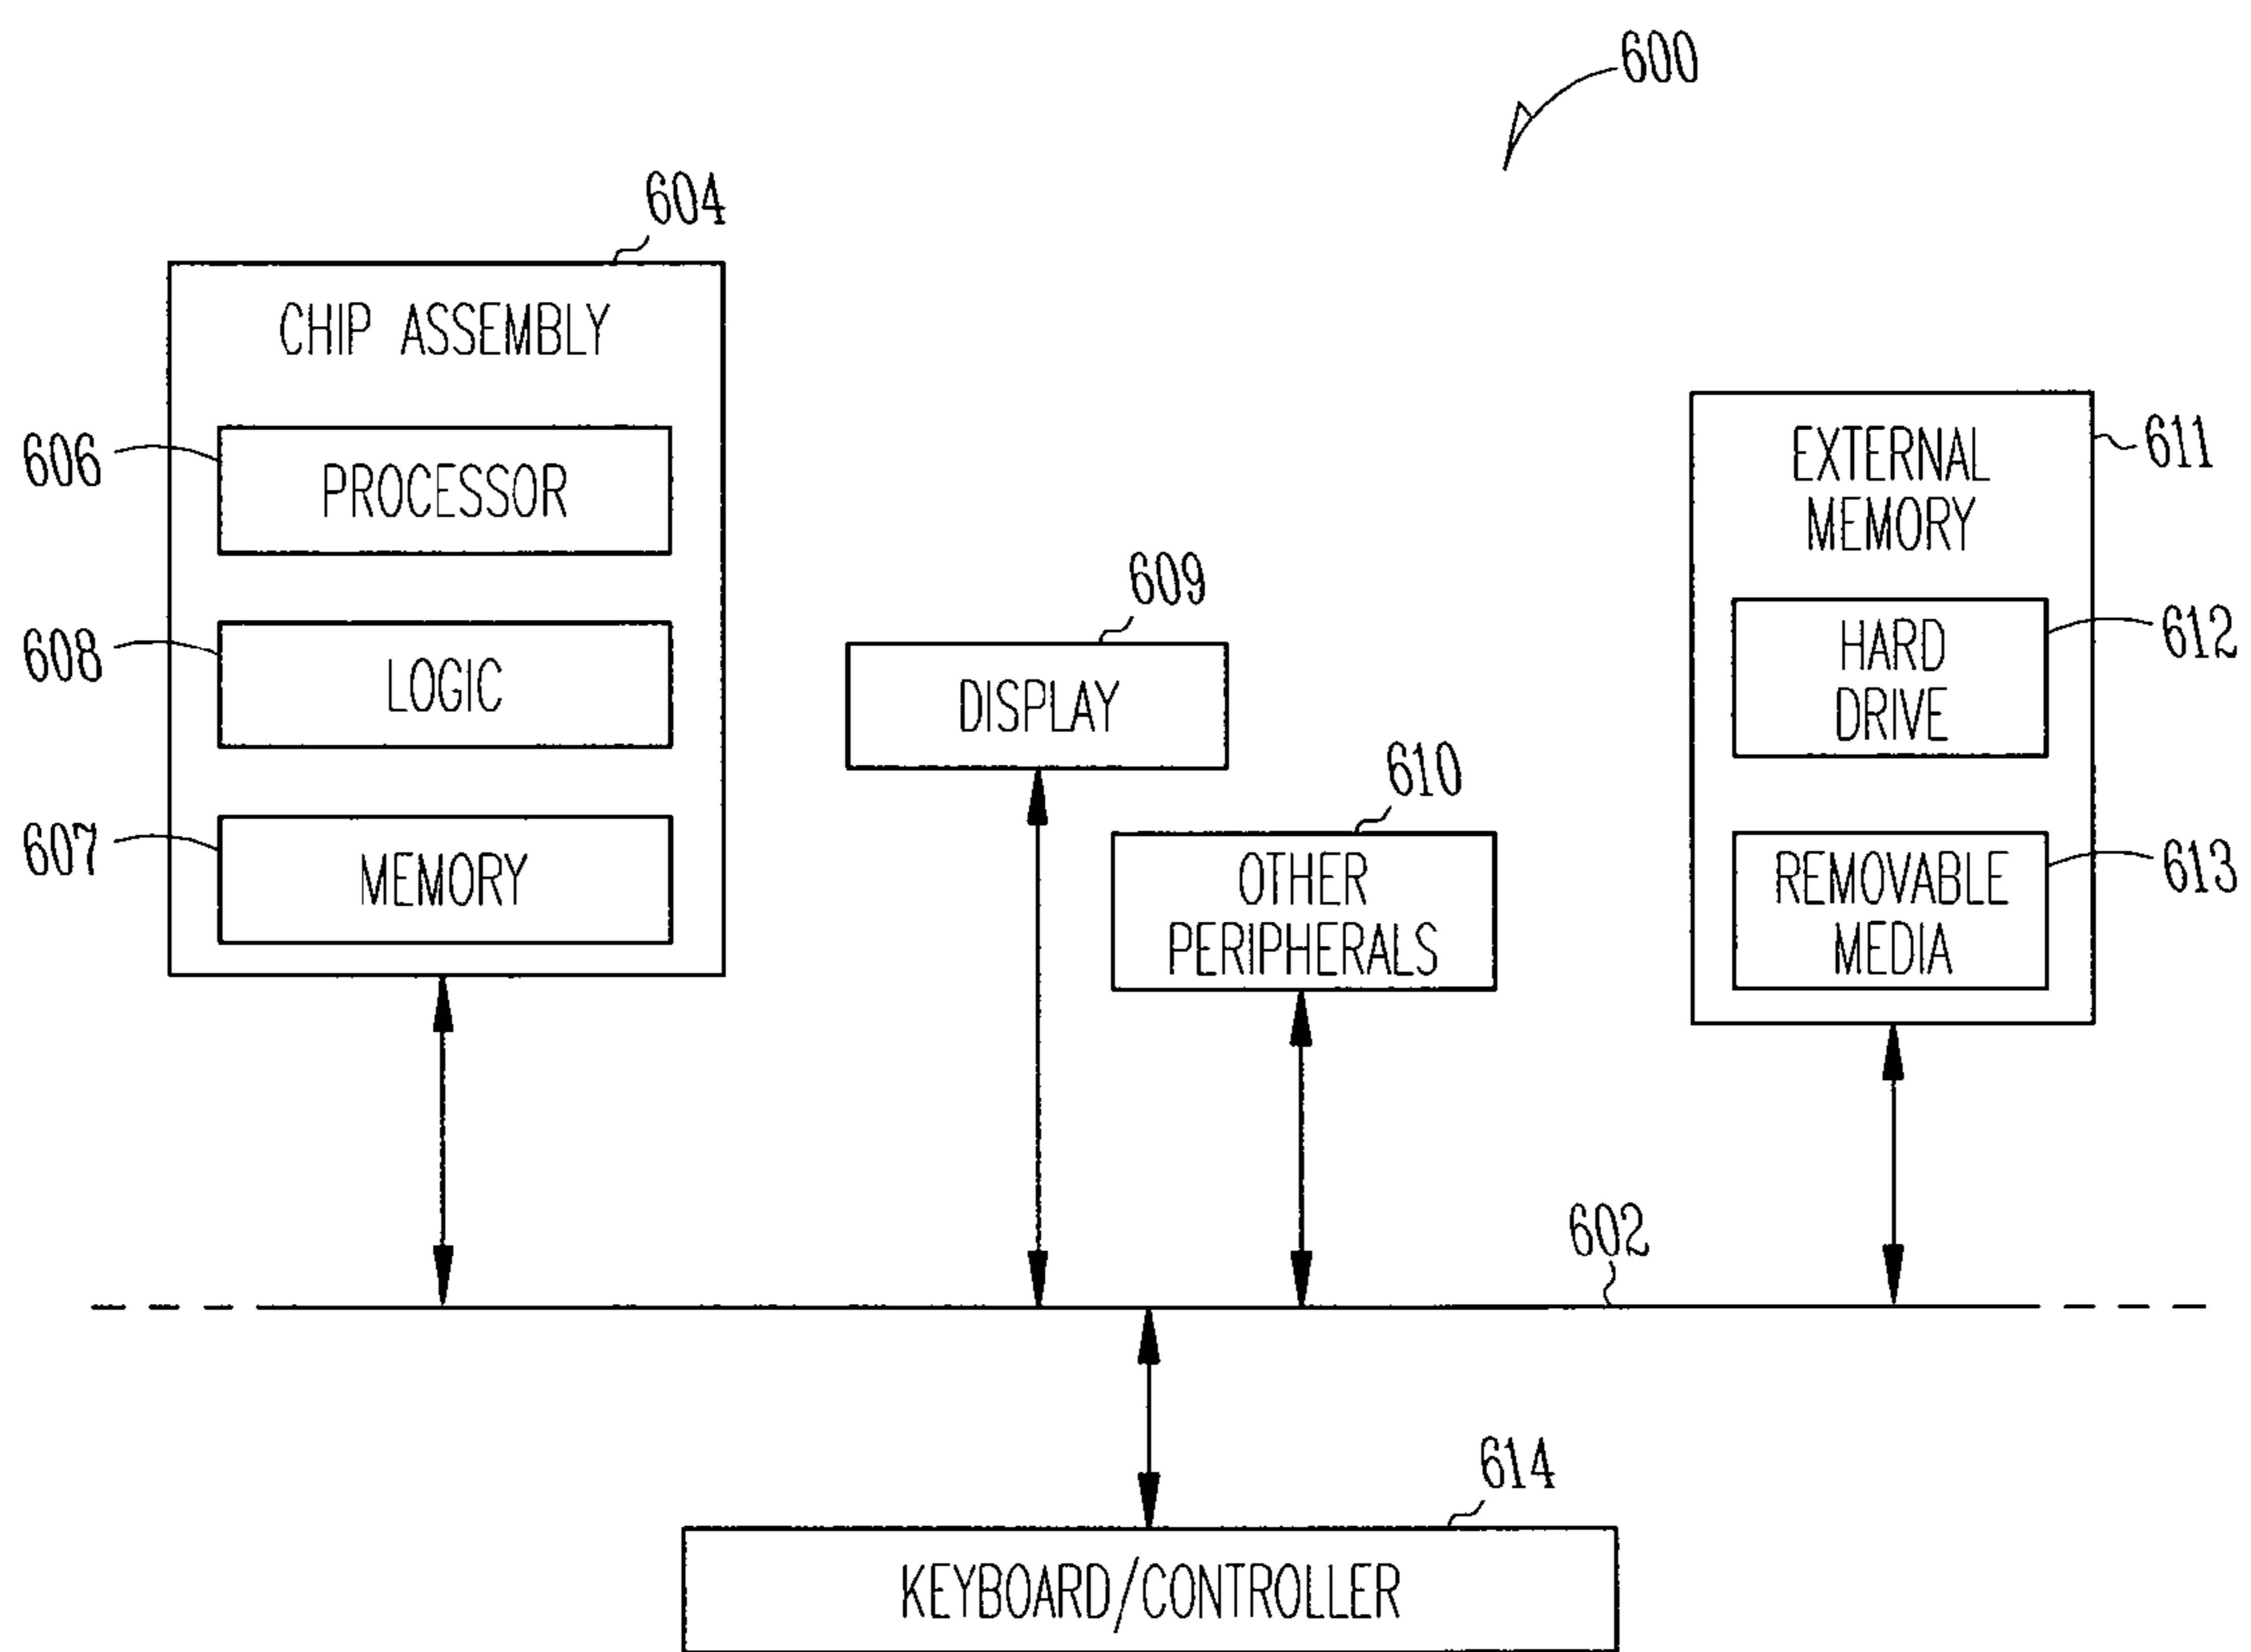 600
604
CHIP ASSEMBLY
606
PROCESSOR
608
LOGIC
607
MEMORY
609
DISPLAY
610
OTHER
PERIPHERALS
611
EXTERNAL
MEMORY
612
HARD
DRIVE
613
REMOVABLE
MEDIA
602
614
KEYBOARD/CONTROLLER